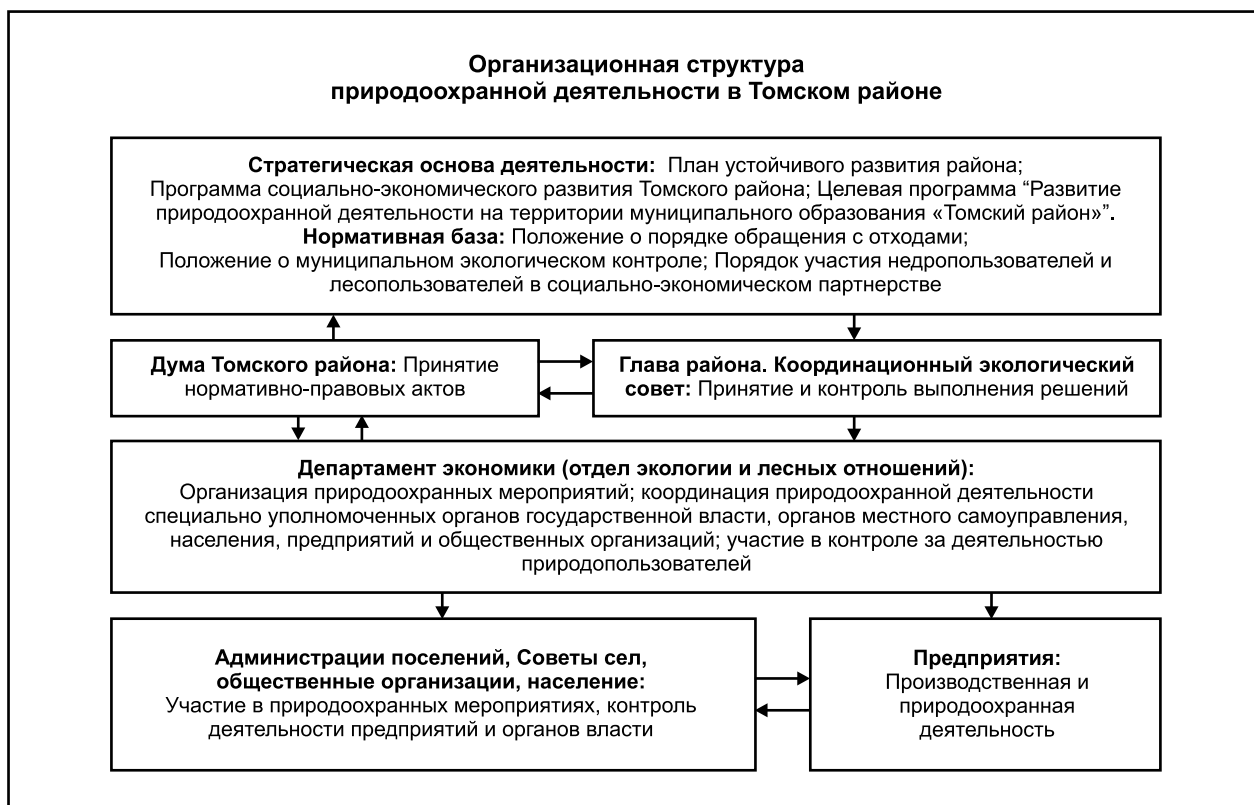 Организационная структура
природоохранной деятельности в Томском районе
Стратегическая основа деятельности: План устойчивого развития района;
Программа социально-экономического развития Томского района; Целевая программа “Развитие
природоохранной деятельности на территории муниципального образования «Томский район»”.
Нормативная база: Положение о порядке обращения с отходами;
Положение о муниципальном экологическом контроле; Порядок участия недропользователей и
лесопользователей в социально-экономическом партнерстве
Дума Томского района: Принятие
нормативно-правовых актов
Глава района. Координационный экологический
совет: Принятие и контроль выполнения решений
Департамент экономики (отдел экологии и лесных отношений):
Организация природоохранных мероприятий; координация природоохранной деятельности
специально уполномоченных органов государственной власти, органов местного самоуправления,
населения, предприятий и общественных организаций; участие в контроле за деятельностью
природопользователей
Администрации поселений, Советы сел,
общественные организации, население:
Участие в природоохранных мероприятиях, контроль
деятельности предприятий и органов власти
Предприятия:
Производственная и
природоохранная
деятельность